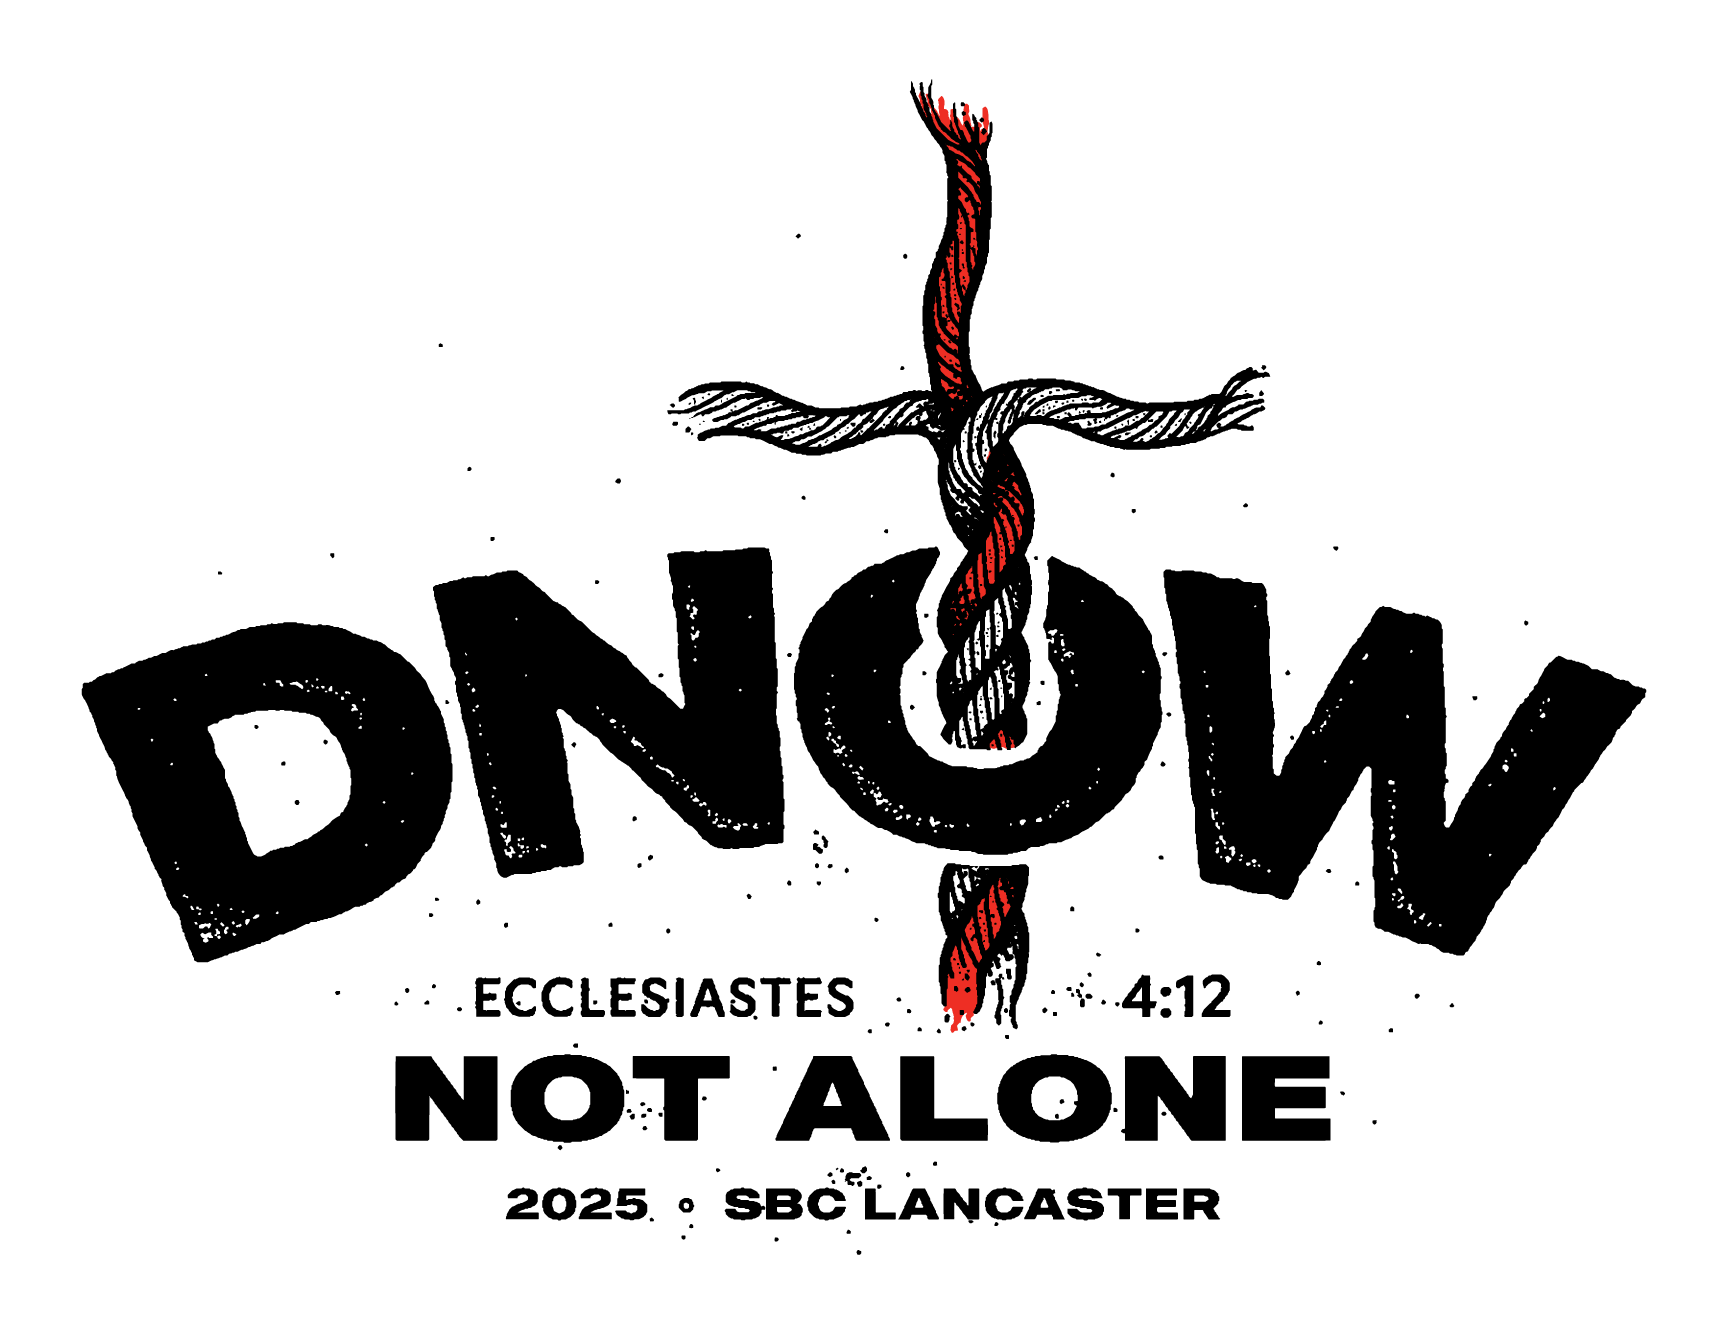 DNOW
ECCLESIASTES 4:12
NOT ALONE
2025 • SBC LANCASTER